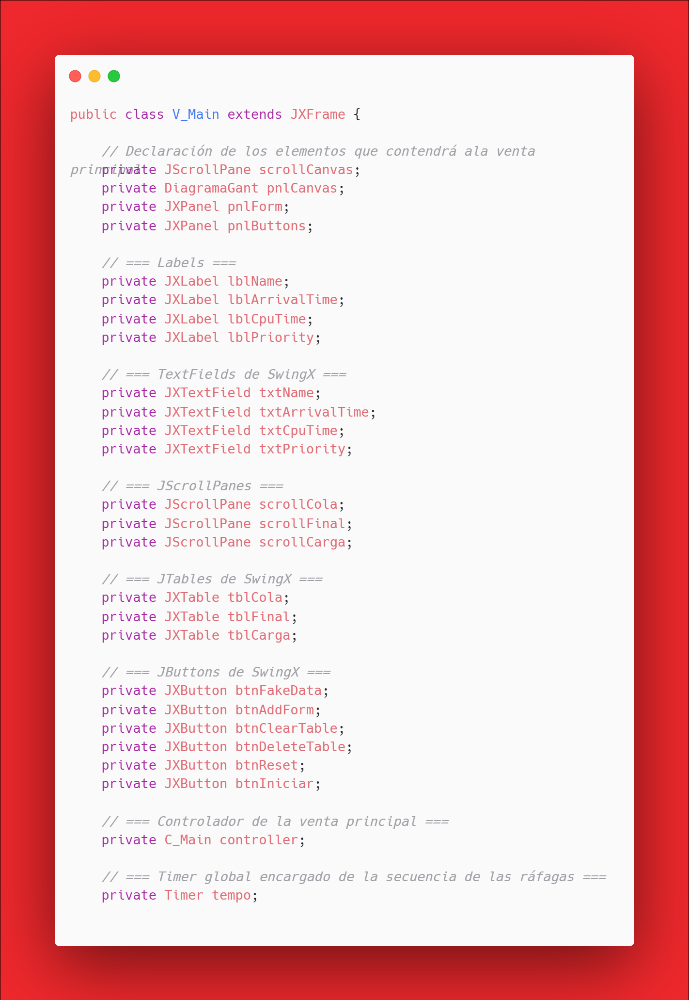 public class V_Main extends JXFrame {
// Declaración de los elementos que contendrá ala venta
principal
private JScrollPane scrollCanvas;
private DiagramaGant pnlCanvas;
private JXPanel pnlForm;
private JXPanel pnlButtons;
// === Labels ===
private JXLabel lblName;
private JXLabel lblArrivalTime;
private JXLabel lblCpuTime;
private JXLabel lblPriority;
// === TextFields de SwingX ===
private JXTextField txtName;
private JXTextField txtArrivalTime;
private JXTextField txtCpuTime;
private JXTextField txtPriority;
// === JScrollPanes ===
private JScrollPane scrollCola;
private JScrollPane scrollFinal;
private JScrollPane scrollCarga;
// === JTables de SwingX ===
private JXTable tblCola;
private JXTable tblFinal;
private JXTable tblCarga;
// === JButtons de SwingX ===
private JXButton btnFakeData;
private JXButton btnAddForm;
private JXButton btnClearTable;
private JXButton btnDeleteTable;
private JXButton btnReset;
private JXButton btnIniciar;
// === Controlador de la venta principal ===
private C_Main controller;
// === Timer global encargado de la secuencia de las ráfagas ===
private Timer tempo;